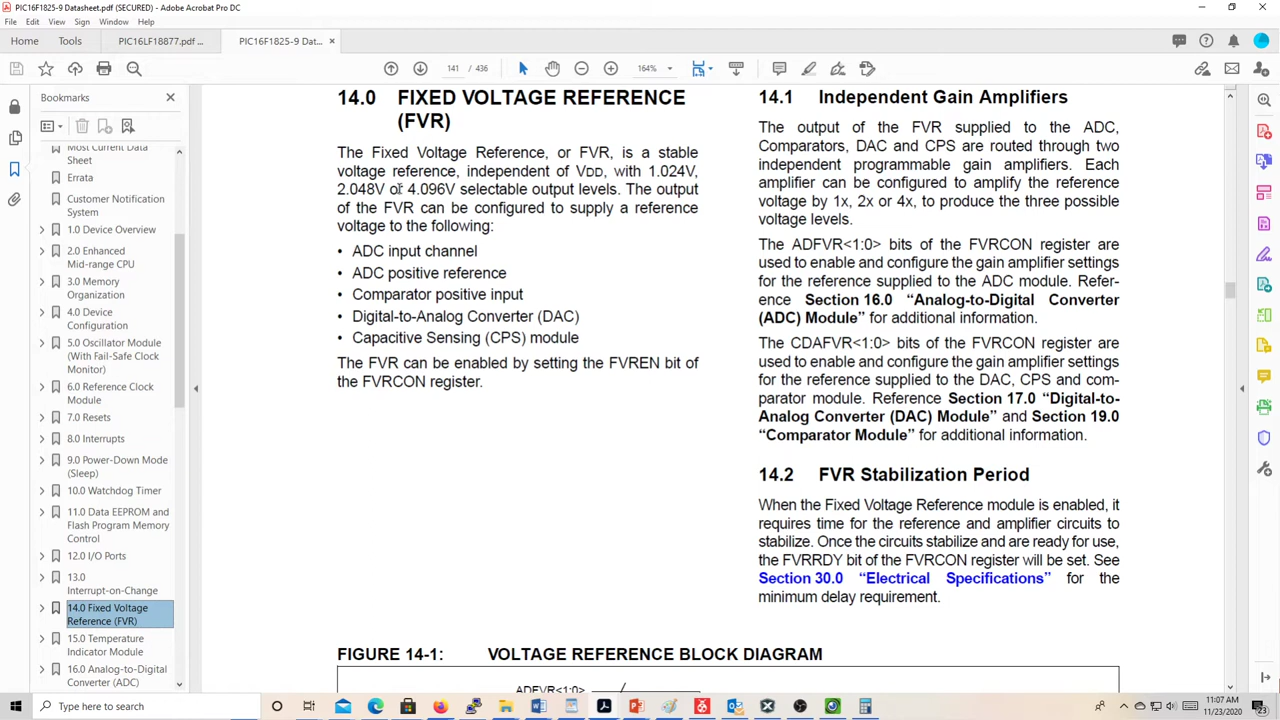 PIC16F1825-9 Datasheet.pdf (SECURED) - Adobe Acrobat Pro DC
File Edit View Sign Window Help
Home Tools PIC16LF18877.pdf ... PIC16F1825-9 Dat... ×
141 / 436 164%
Bookmarks
Most Current Data
Sheet
Errata
Customer Notification
System
1.0 Device Overview
2.0 Enhanced
Mid-range CPU
3.0 Memory
Organization
4.0 Device
Configuration
5.0 Oscillator Module
(With Fail-Safe Clock
Monitor)
6.0 Reference Clock
Module
7.0 Resets
8.0 Interrupts
9.0 Power-Down Mode
(Sleep)
10.0 Watchdog Timer
11.0 Data EEPROM and
Flash Program Memory
Control
12.0 I/O Ports
13.0
Interrupt-on-Change
14.0 Fixed Voltage
Reference (FVR)
15.0 Temperature
Indicator Module
16.0 Analog-to-Digital
Converter (ADC)
14.0 FIXED VOLTAGE REFERENCE
(FVR)
The Fixed Voltage Reference, or FVR, is a stable
voltage reference, independent of VDD, with 1.024V,
2.048V or 4.096V selectable output levels. The output
of the FVR can be configured to supply a reference
voltage to the following:
• ADC input channel
• ADC positive reference
• Comparator positive input
• Digital-to-Analog Converter (DAC)
• Capacitive Sensing (CPS) module
The FVR can be enabled by setting the FVREN bit of
the FVRCON register.
14.1 Independent Gain Amplifiers
The output of the FVR supplied to the ADC,
Comparators, DAC and CPS are routed through two
independent programmable gain amplifiers. Each
amplifier can be configured to amplify the reference
voltage by 1x, 2x or 4x, to produce the three possible
voltage levels.
The ADFVR<1:0> bits of the FVRCON register are
used to enable and configure the gain amplifier settings
for the reference supplied to the ADC module. Refer-
ence Section 16.0 “Analog-to-Digital Converter
(ADC) Module” for additional information.
The CDAFVR<1:0> bits of the FVRCON register are
used to enable and configure the gain amplifier settings
for the reference supplied to the DAC, CPS and com-
parator module. Reference Section 17.0 “Digital-to-
Analog Converter (DAC) Module” and Section 19.0
“Comparator Module” for additional information.
14.2 FVR Stabilization Period
When the Fixed Voltage Reference module is enabled, it
requires time for the reference and amplifier circuits to
stabilize. Once the circuits stabilize and are ready for use,
the FVRRDY bit of the FVRCON register will be set. See
Section 30.0 “Electrical Specifications” for the
minimum delay requirement.
FIGURE 14-1: VOLTAGE REFERENCE BLOCK DIAGRAM
ADFVR<1:0>
Type here to search
11:07 AM
11/23/2020
23